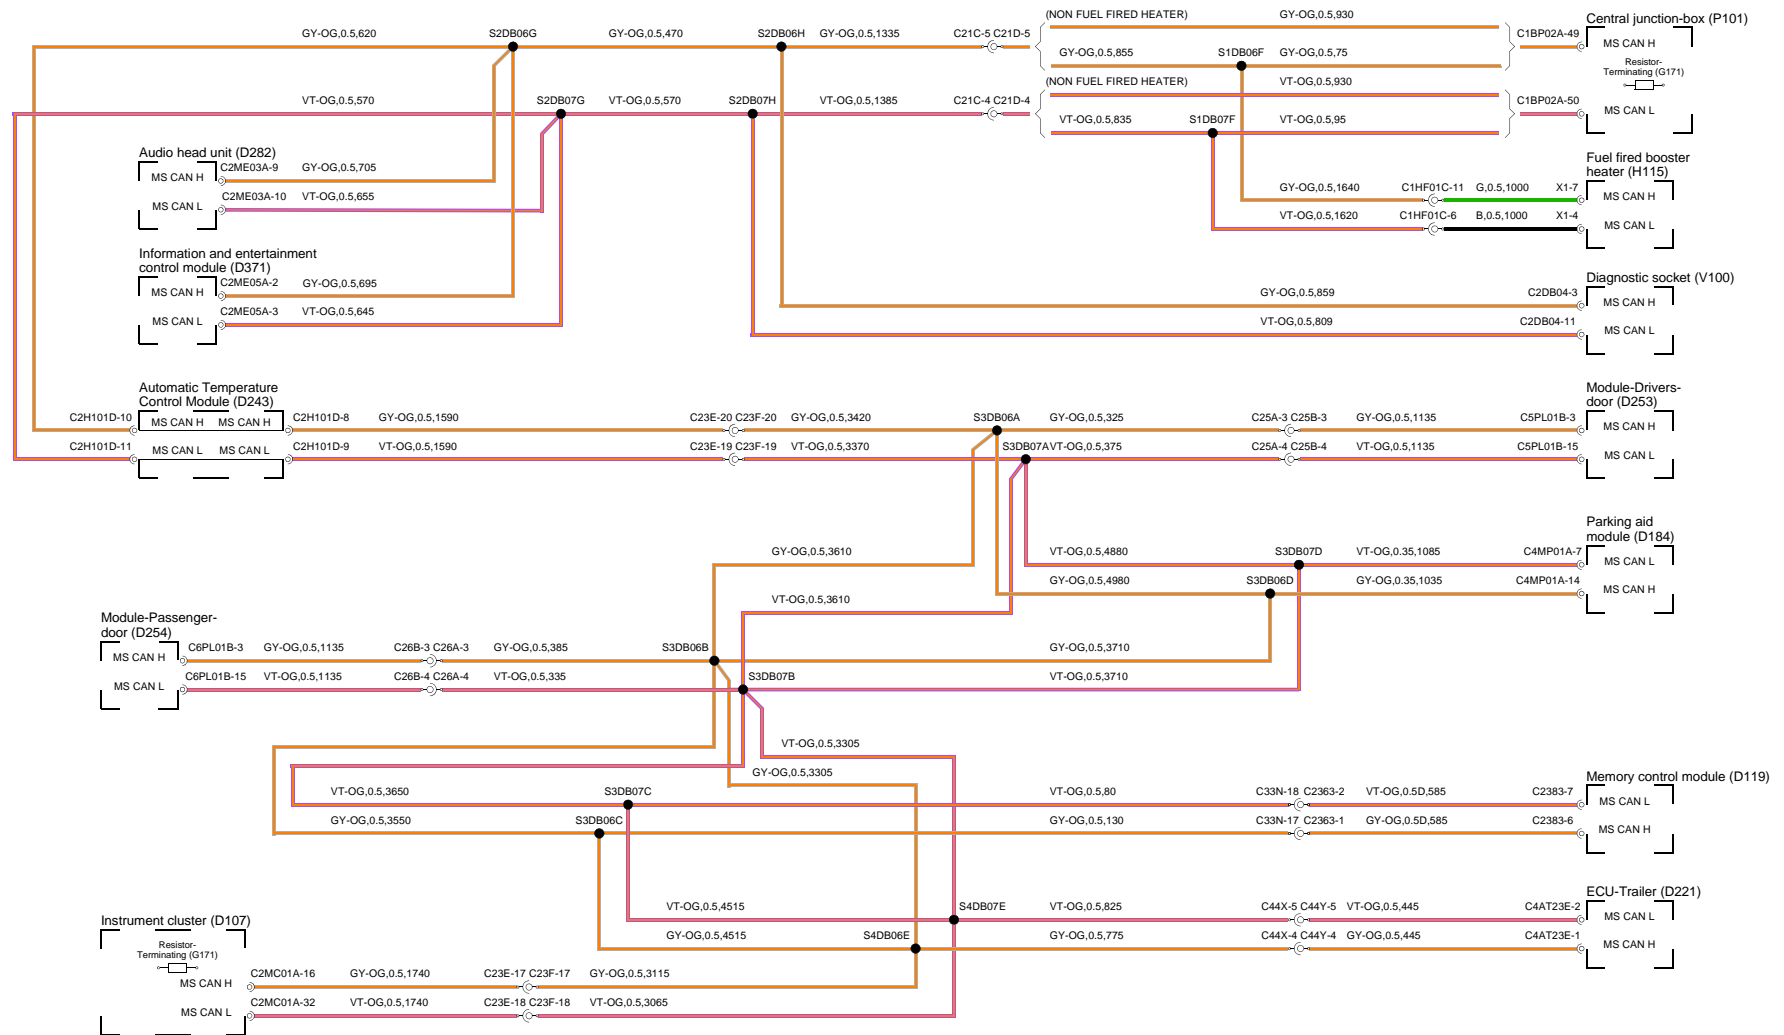 (NON FUEL FIRED HEATER) GY-OG,0.5,930
Central junction-box (P101)
GY-OG,0.5,620 S2DB06G GY-OG,0.5,470 S2DB06H GY-OG,0.5,1335 C21C-5 C21D-5 C1BP02A-49
MS CAN H
GY-OG,0.5,855 S1DB06F GY-OG,0.5,75
Resistor-
Terminating (G171)
(NON FUEL FIRED HEATER) VT-OG,0.5,930
VT-OG,0.5,570 S2DB07G VT-OG,0.5,570 S2DB07H VT-OG,0.5,1385 C21C-4 C21D-4 C1BP02A-50
MS CAN L
VT-OG,0.5,835 S1DB07F VT-OG,0.5,95
Audio head unit (D282)
C2ME03A-9 GY-OG,0.5,705
MS CAN H
C2ME03A-10 VT-OG,0.5,655
MS CAN L
Fuel fired booster
heater (H115)
GY-OG,0.5,1640 C1HF01C-11 G,0.5,1000 X1-7
MS CAN H
VT-OG,0.5,1620 C1HF01C-6 B,0.5,1000 X1-4
MS CAN L
Information and entertainment
control module (D371)
C2ME05A-2 GY-OG,0.5,695
MS CAN H
C2ME05A-3 VT-OG,0.5,645
MS CAN L
Diagnostic socket (V100)
GY-OG,0.5,859 C2DB04-3
MS CAN H
VT-OG,0.5,809 C2DB04-11
MS CAN L
Automatic Temperature
Control Module (D243)
Module-Drivers-
door (D253)
C2H101D-10 MS CAN H MS CAN H C2H101D-8 GY-OG,0.5,1590 C23E-20 C23F-20 GY-OG,0.5,3420 S3DB06A GY-OG,0.5,325 C25A-3 C25B-3 GY-OG,0.5,1135 C5PL01B-3
MS CAN H
C2H101D-11 MS CAN L MS CAN L C2H101D-9 VT-OG,0.5,1590 C23E-19 C23F-19 VT-OG,0.5,3370 S3DB07A VT-OG,0.5,375 C25A-4 C25B-4 VT-OG,0.5,1135 C5PL01B-15
MS CAN L
Parking aid
module (D184)
GY-OG,0.5,3610 VT-OG,0.5,4880 S3DB07D VT-OG,0.35,1085 C4MP01A-7
MS CAN L
GY-OG,0.5,4980 S3DB06D GY-OG,0.35,1035 C4MP01A-14
MS CAN H
VT-OG,0.5,3610
Module-Passenger-
door (D254)
C6PL01B-3 GY-OG,0.5,1135 C26B-3 C26A-3 GY-OG,0.5,385 S3DB06B GY-OG,0.5,3710
MS CAN H
C6PL01B-15 VT-OG,0.5,1135 C26B-4 C26A-4 VT-OG,0.5,335 S3DB07B VT-OG,0.5,3710
MS CAN L
VT-OG,0.5,3305
GY-OG,0.5,3305
Memory control module (D119)
VT-OG,0.5,3650 S3DB07C VT-OG,0.5,80 C33N-18 C2363-2 VT-OG,0.5D,585 C2383-7
MS CAN L
GY-OG,0.5,3550 S3DB06C GY-OG,0.5,130 C33N-17 C2363-1 GY-OG,0.5D,585 C2383-6
MS CAN H
ECU-Trailer (D221)
VT-OG,0.5,4515 S4DB07E VT-OG,0.5,825 C44X-5 C44Y-5 VT-OG,0.5,445 C4AT23E-2
MS CAN L
GY-OG,0.5,4515 S4DB06E GY-OG,0.5,775 C44X-4 C44Y-4 GY-OG,0.5,445 C4AT23E-1
MS CAN H
Instrument cluster (D107)
Resistor-
Terminating (G171)
C2MC01A-16 GY-OG,0.5,1740 C23E-17 C23F-17 GY-OG,0.5,3115
MS CAN H
C2MC01A-32 VT-OG,0.5,1740 C23E-18 C23F-18 VT-OG,0.5,3065
MS CAN L